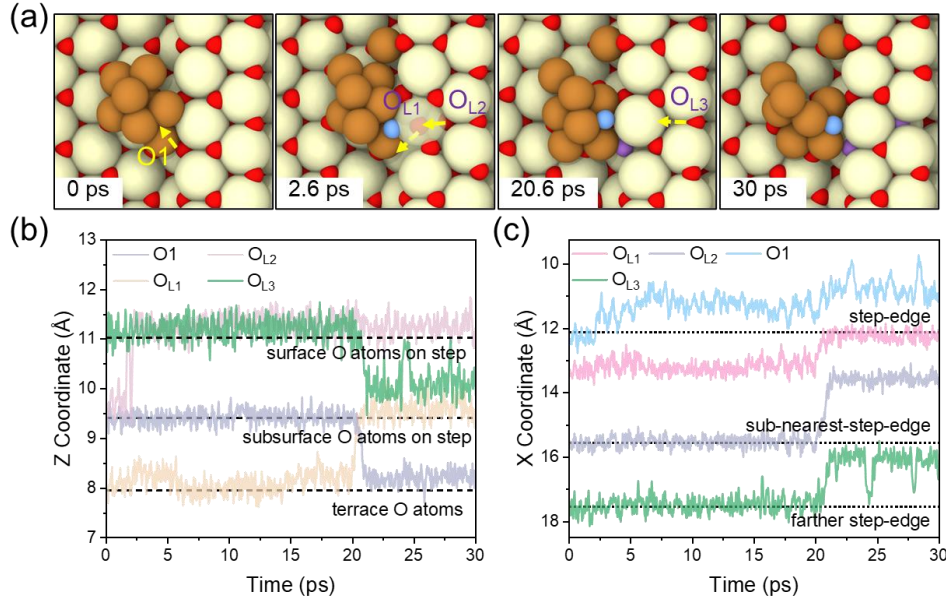 (a)
O1
0 ps
OL1
OL2
2.6 ps
OL3
20.6 ps
30 ps
(b)
13
12
11
10
9
8
7
Z Coordinate (Å)
O1
OL2
OL1
OL3
surface O atoms on step
subsurface O atoms on step
terrace O atoms
0
5
10
15
20
25
30
Time (ps)
(c)
10
12
14
16
18
X Coordinate (Å)
OL1
OL2
O1
OL3
step-edge
sub-nearest-step-edge
farther step-edge
0
5
10
15
20
25
30
Time (ps)